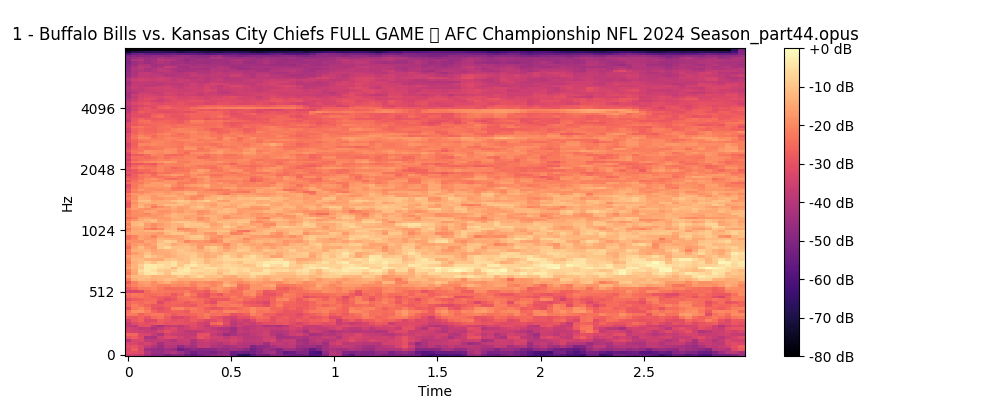 1 - Buffalo Bills vs. Kansas City Chiefs FULL GAME ▯ AFC Championship NFL 2024 Season_part44.opus
+0 dB
-10 dB
-20 dB
-30 dB
-40 dB
-50 dB
-60 dB
-70 dB
-80 dB
4096
2048
1024
512
0
Hz
0
0.5
1
1.5
2
2.5
Time